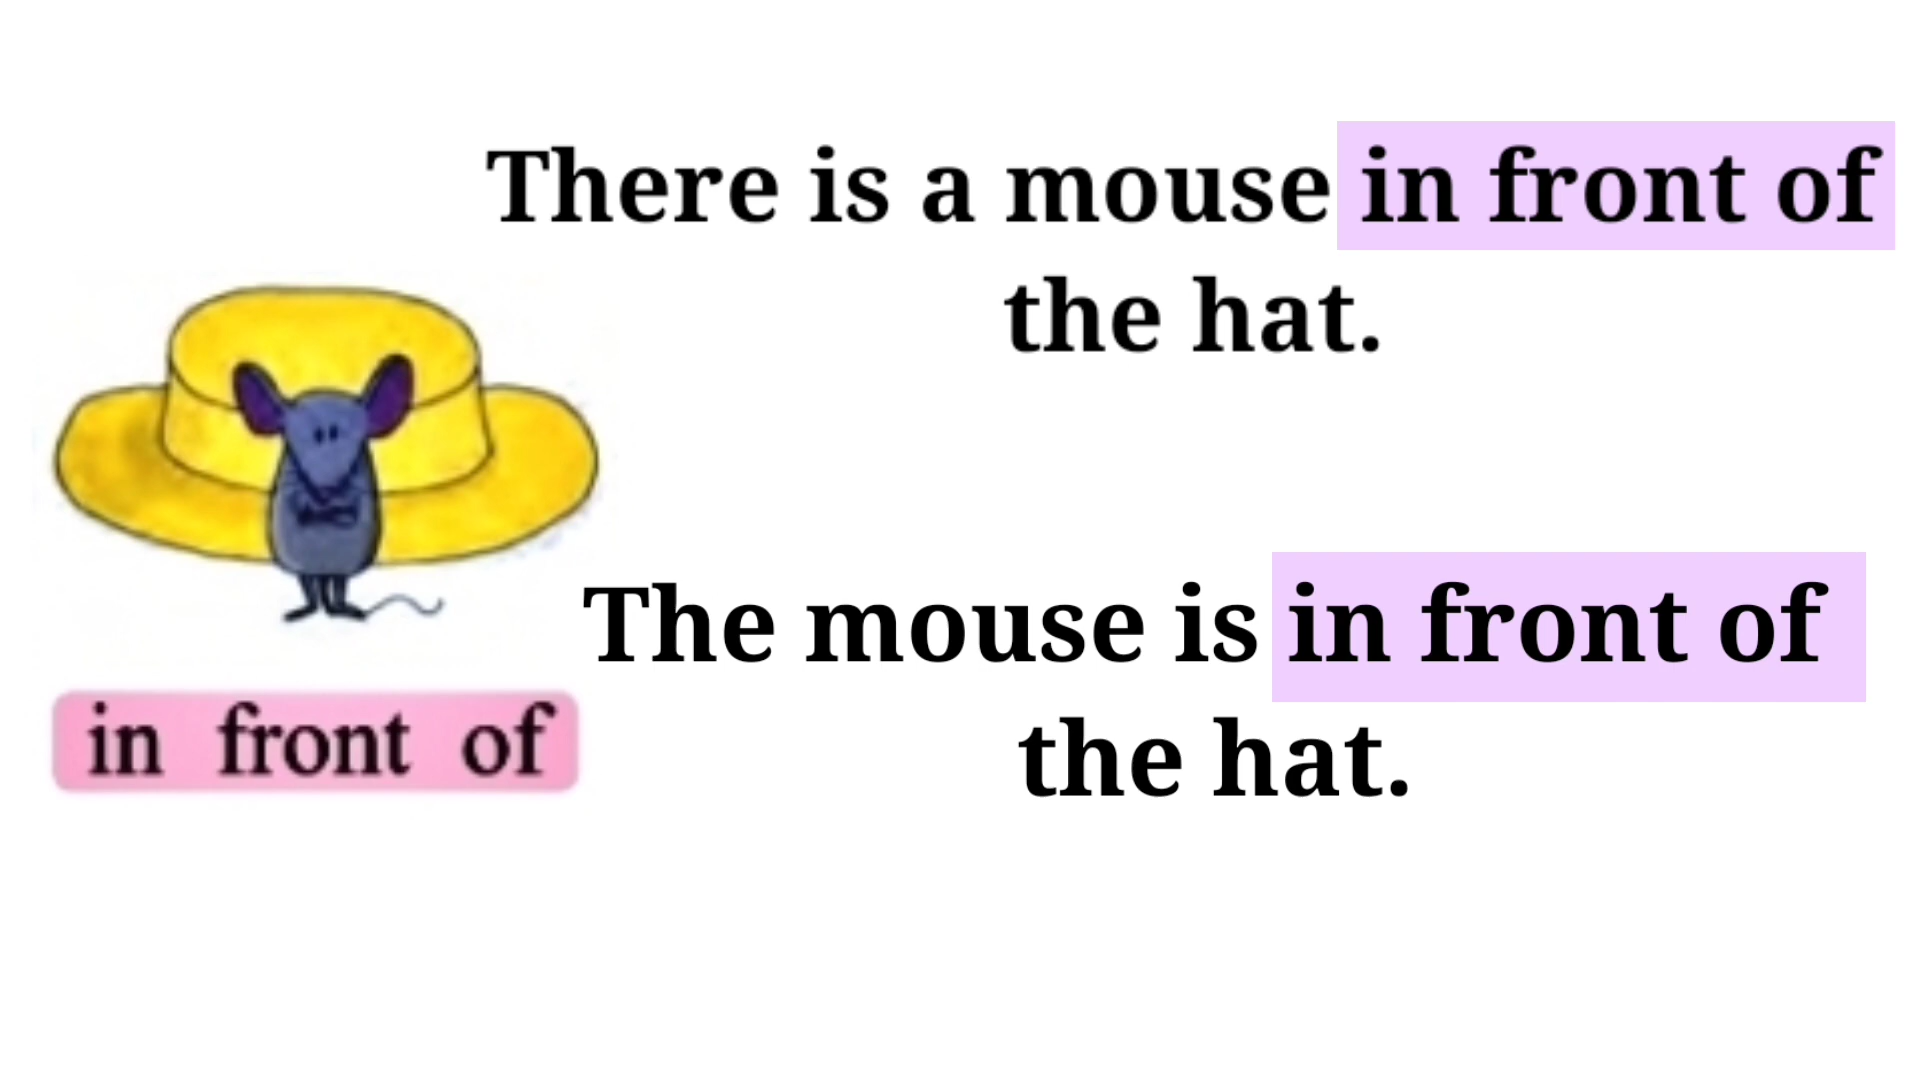 There is a mouse in front of
the hat.
The mouse is in front of
the hat.
in front of